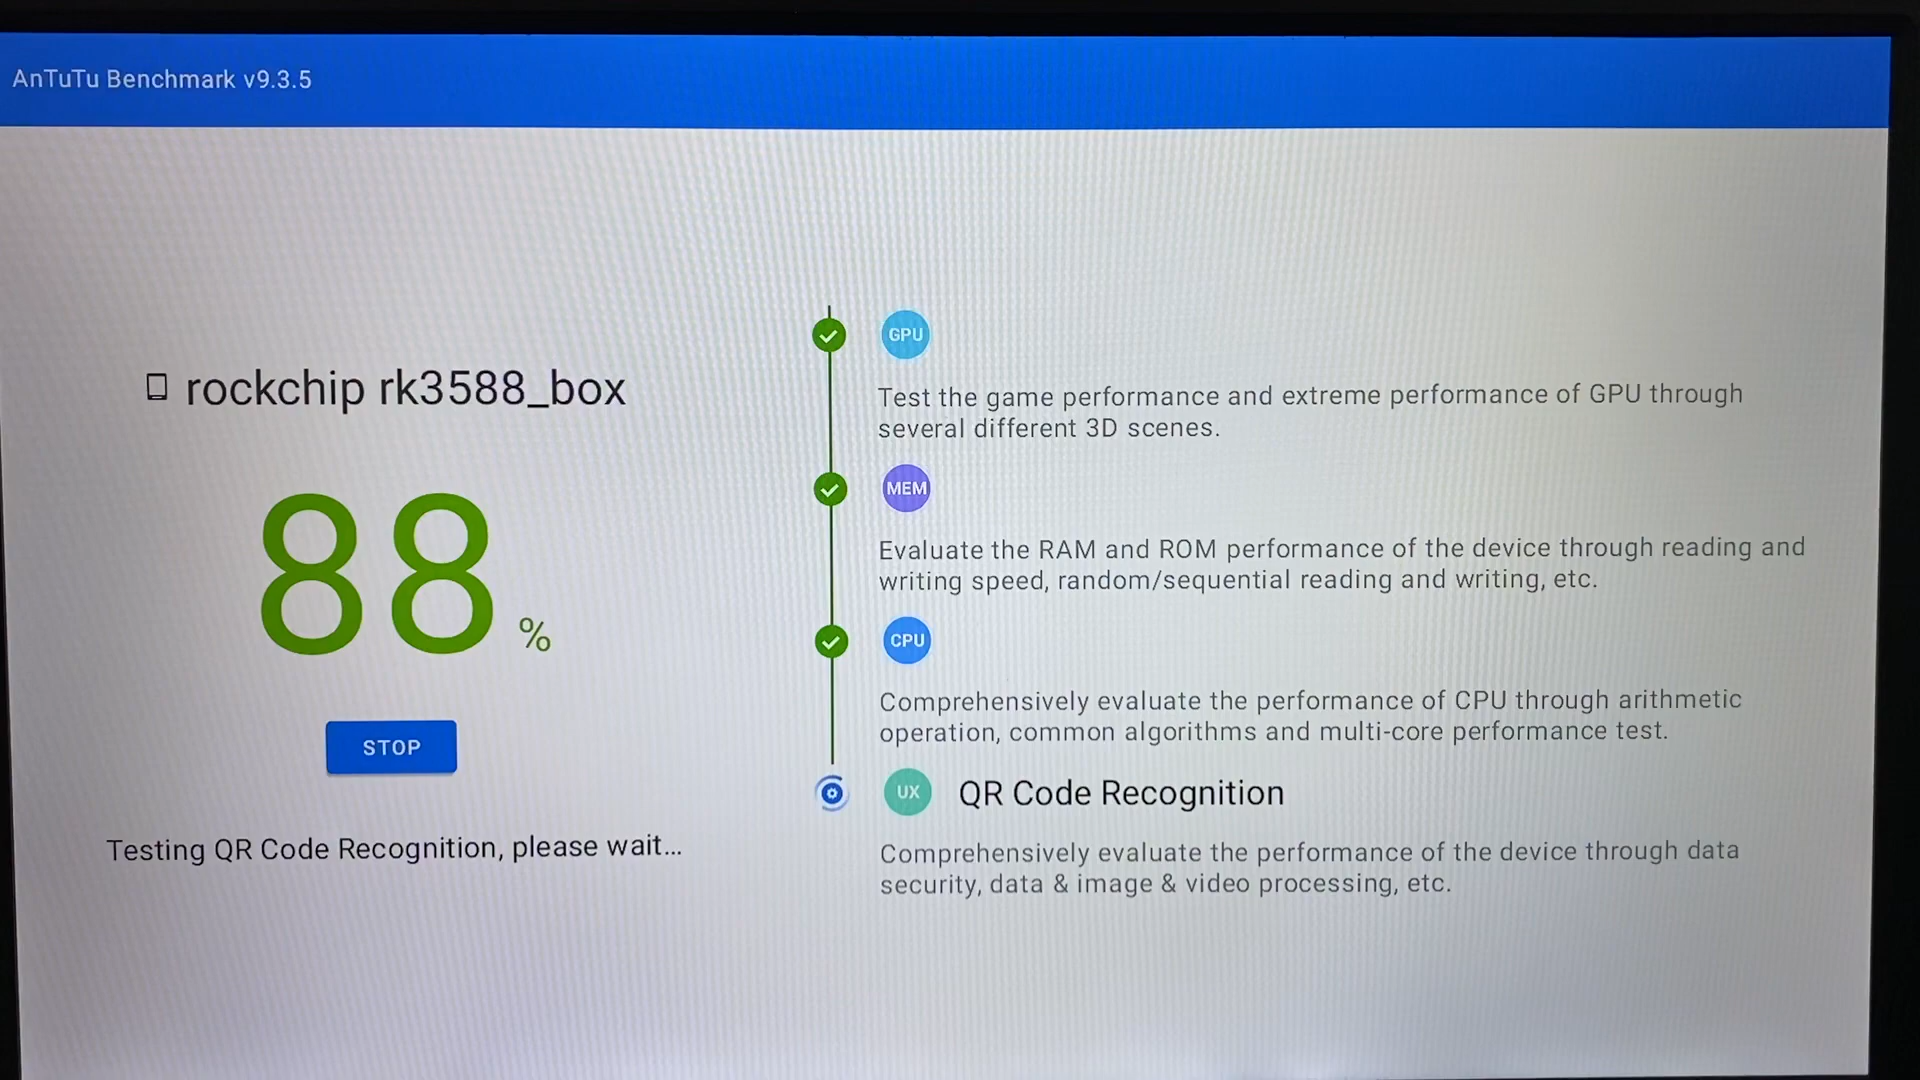 AnTuTu Benchmark v9.3.5
rockchip rk3588_box
88 %
STOP
Testing QR Code Recognition, please wait...
GPU
Test the game performance and extreme performance of GPU through
several different 3D scenes.
MEM
Evaluate the RAM and ROM performance of the device through reading and
writing speed, random/sequential reading and writing, etc.
CPU
Comprehensively evaluate the performance of CPU through arithmetic
operation, common algorithms and multi-core performance test.
UX QR Code Recognition
Comprehensively evaluate the performance of the device through data
security, data & image & video processing, etc.